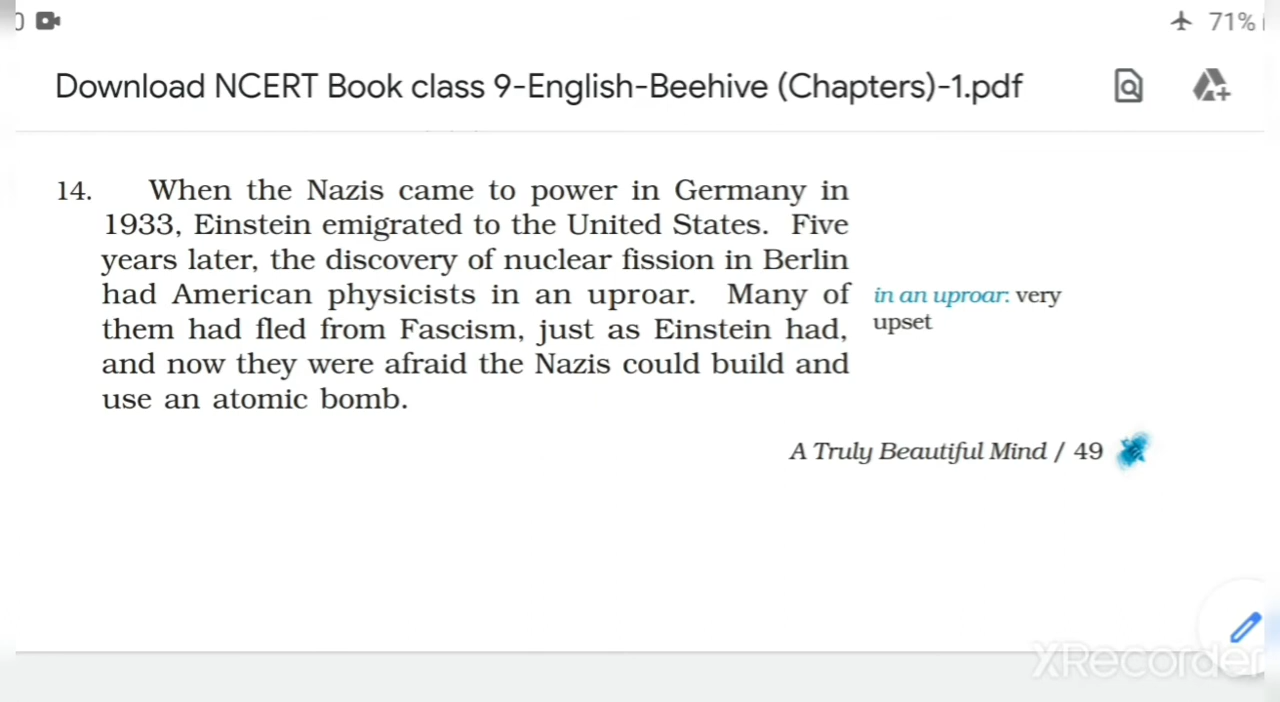 71%
Download NCERT Book class 9-English-Beehive (Chapters)-1.pdf
14. When the Nazis came to power in Germany in
1933, Einstein emigrated to the United States. Five
years later, the discovery of nuclear fission in Berlin
had American physicists in an uproar. Many of
them had fled from Fascism, just as Einstein had,
and now they were afraid the Nazis could build and
use an atomic bomb.
in an uproar: very
upset
A Truly Beautiful Mind / 49
XRecorder